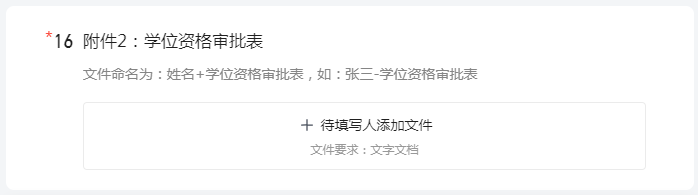 *16 附件2：学位资格审批表
文件命名为：姓名+学位资格审批表，如：张三-学位资格审批表
+ 待填写人添加文件
文件要求：文字文档